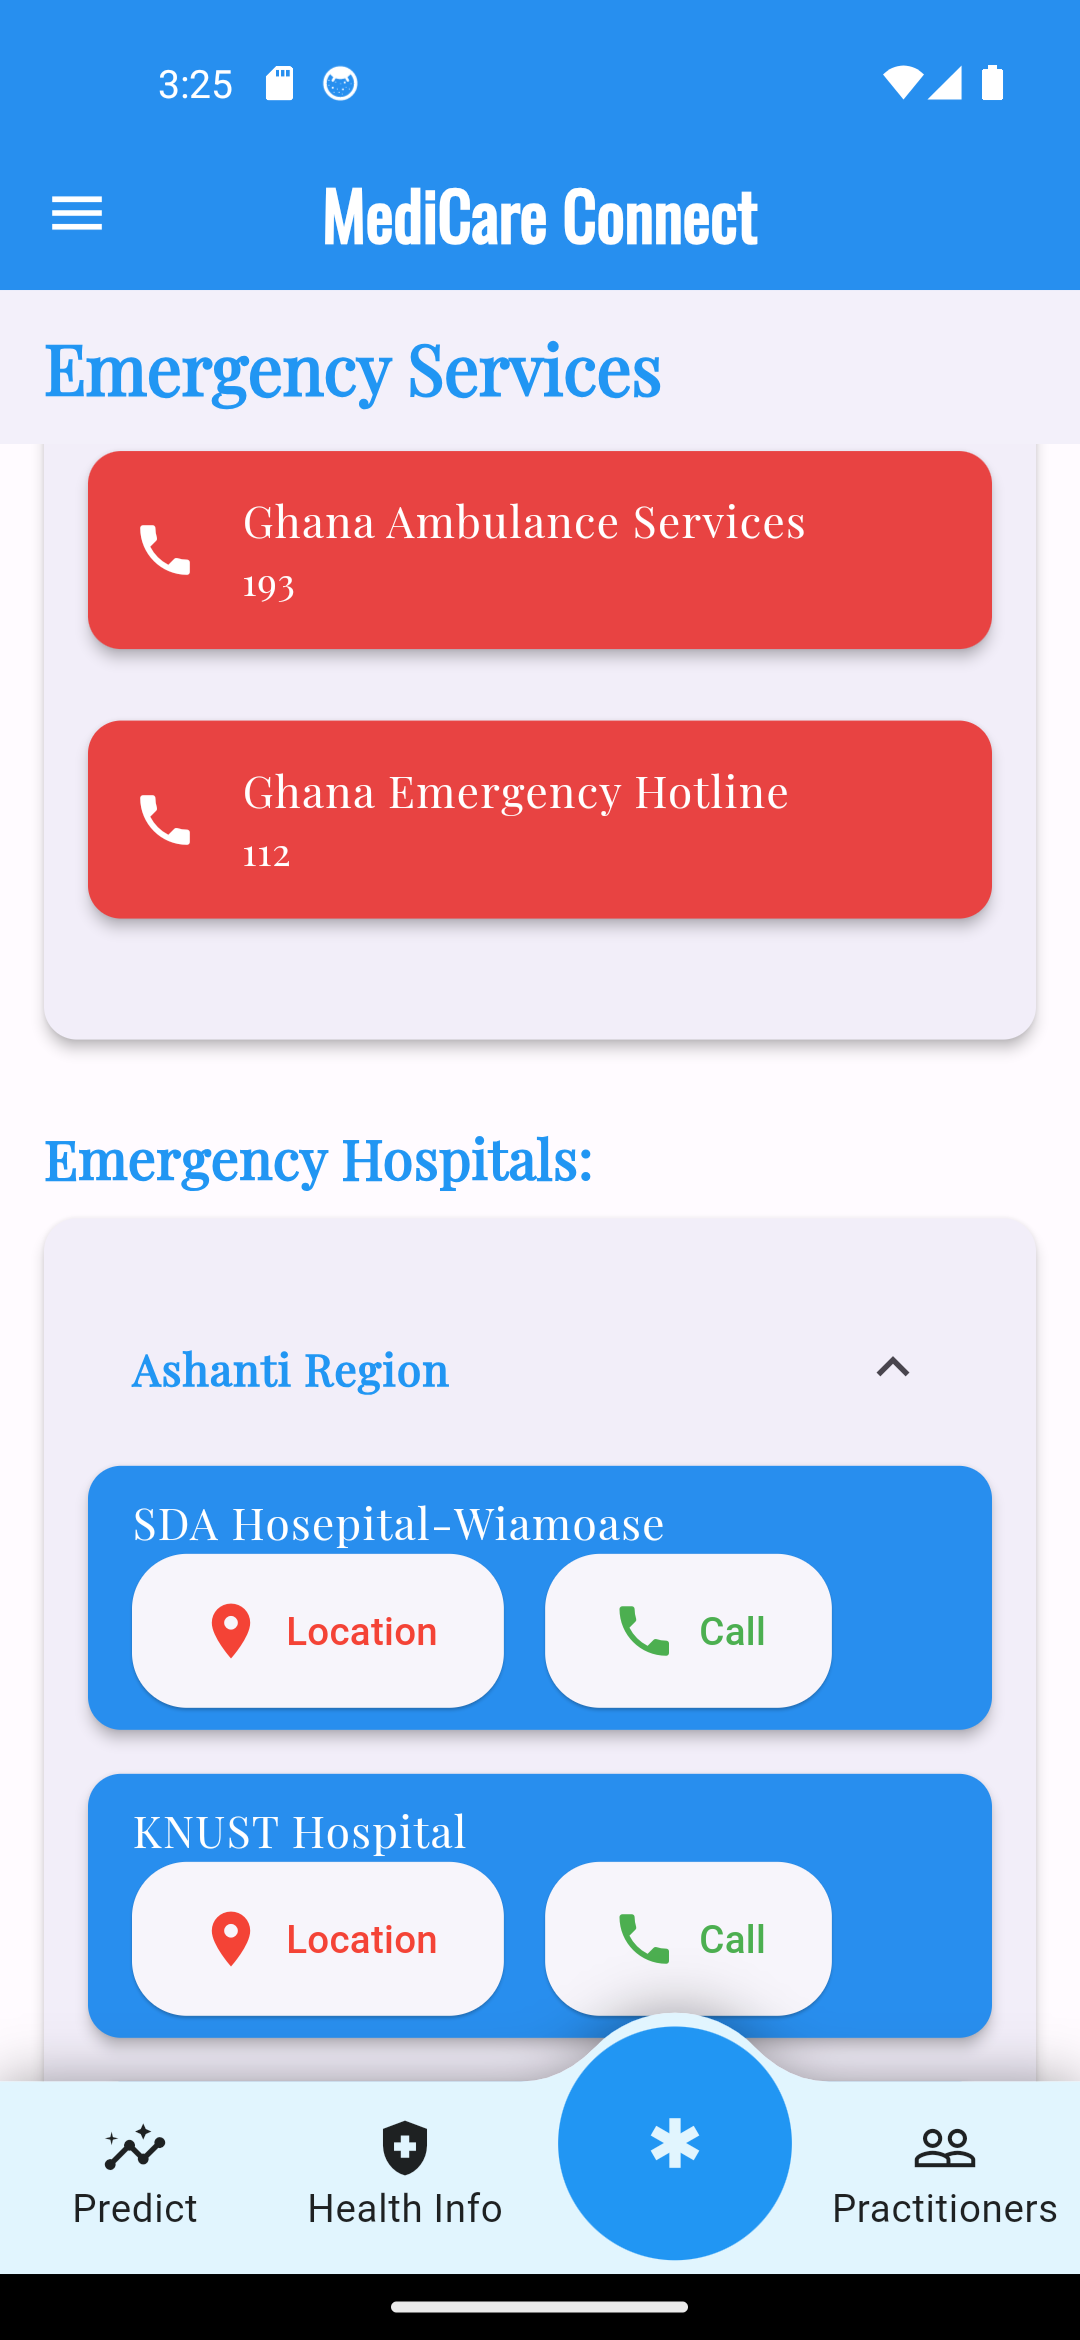 3:25
MediCare Connect
Emergency Services
Ghana Ambulance Services
193
Ghana Emergency Hotline
112
Emergency Hospitals:
Ashanti Region
SDA Hosepital-Wiamoase
Location Call
KNUST Hospital
Location Call
Predict Health Info Practitioners